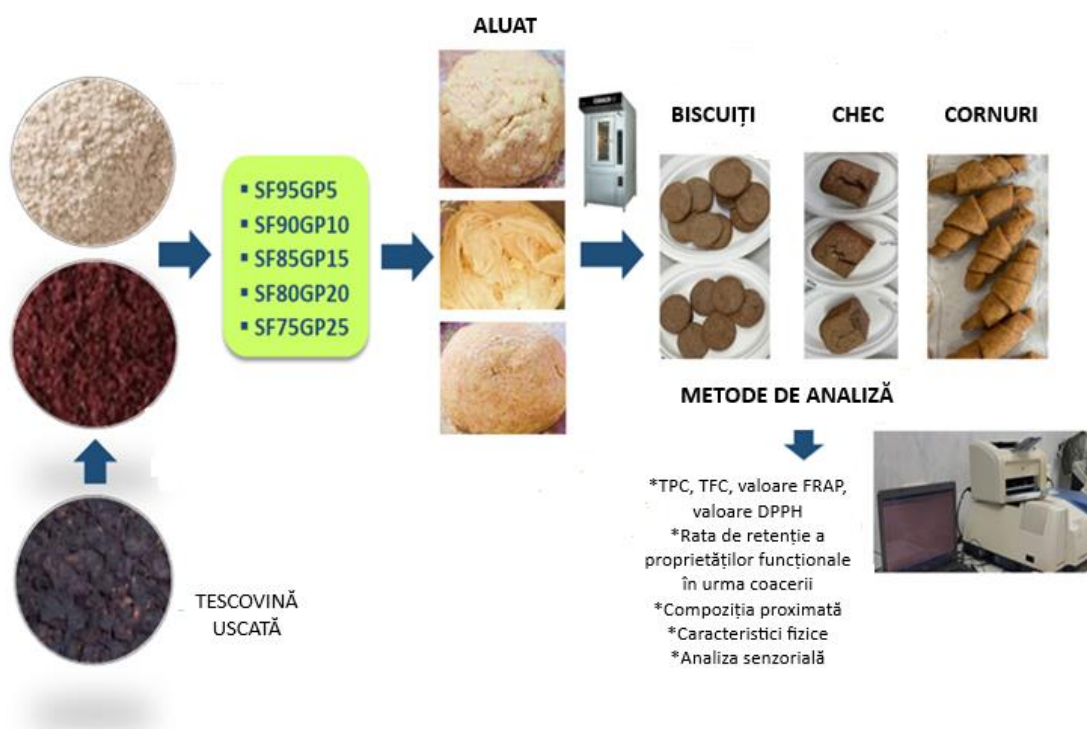 ALUAT
BISCUIȚI
CHEC
CORNURI
▪ SF95GP5
▪ SF90GP10
▪ SF85GP15
▪ SF80GP20
▪ SF75GP25
METODE DE ANALIZĂ
*TPC, TFC, valoare FRAP,
valoare DPPH
*Rata de retenție a
proprietăților funcționale
în urma coacerii
*Compoziția proximată
*Caracteristici fizice
*Analiza senzorială
TESCOVINĂ
USCATĂ